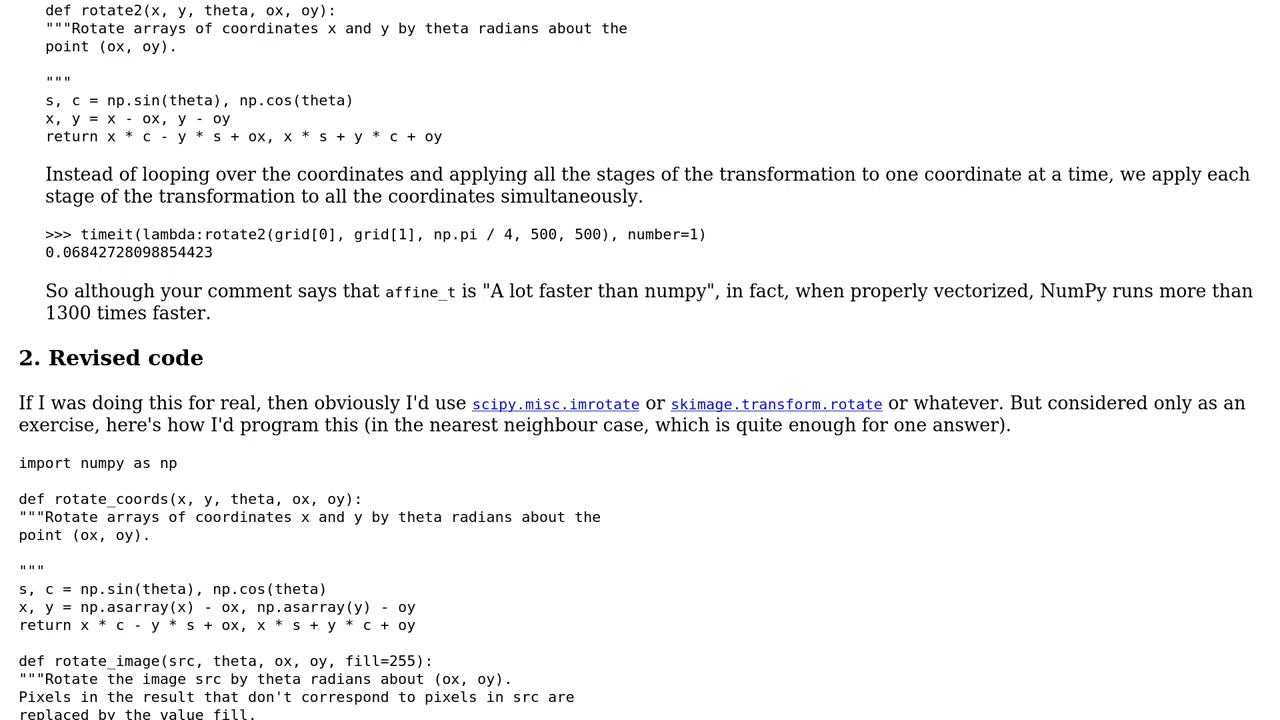 def rotate2(x, y, theta, ox, oy):
"""Rotate arrays of coordinates x and y by theta radians about the
point (ox, oy).
"""
s, c = np.sin(theta), np.cos(theta)
x, y = x - ox, y - oy
return x * c - y * s + ox, x * s + y * c + oy
Instead of looping over the coordinates and applying all the stages of the transformation to one coordinate at a time, we apply each
stage of the transformation to all the coordinates simultaneously.
>>> timeit(lambda:rotate2(grid[0], grid[1], np.pi / 4, 500, 500), number=1)
0.06842728098854423
So although your comment says that affine_t is "A lot faster than numpy", in fact, when properly vectorized, NumPy runs more than
1300 times faster.
2. Revised code
If I was doing this for real, then obviously I'd use scipy.misc.imrotate or skimage.transform.rotate or whatever. But considered only as an
exercise, here's how I'd program this (in the nearest neighbour case, which is quite enough for one answer).
import numpy as np
def rotate_coords(x, y, theta, ox, oy):
"""Rotate arrays of coordinates x and y by theta radians about the
point (ox, oy).
"""
s, c = np.sin(theta), np.cos(theta)
x, y = np.asarray(x) - ox, np.asarray(y) - oy
return x * c - y * s + ox, x * s + y * c + oy
def rotate_image(src, theta, ox, oy, fill=255):
"""Rotate the image src by theta radians about (ox, oy).
Pixels in the result that don't correspond to pixels in src are
replaced by the value fill.